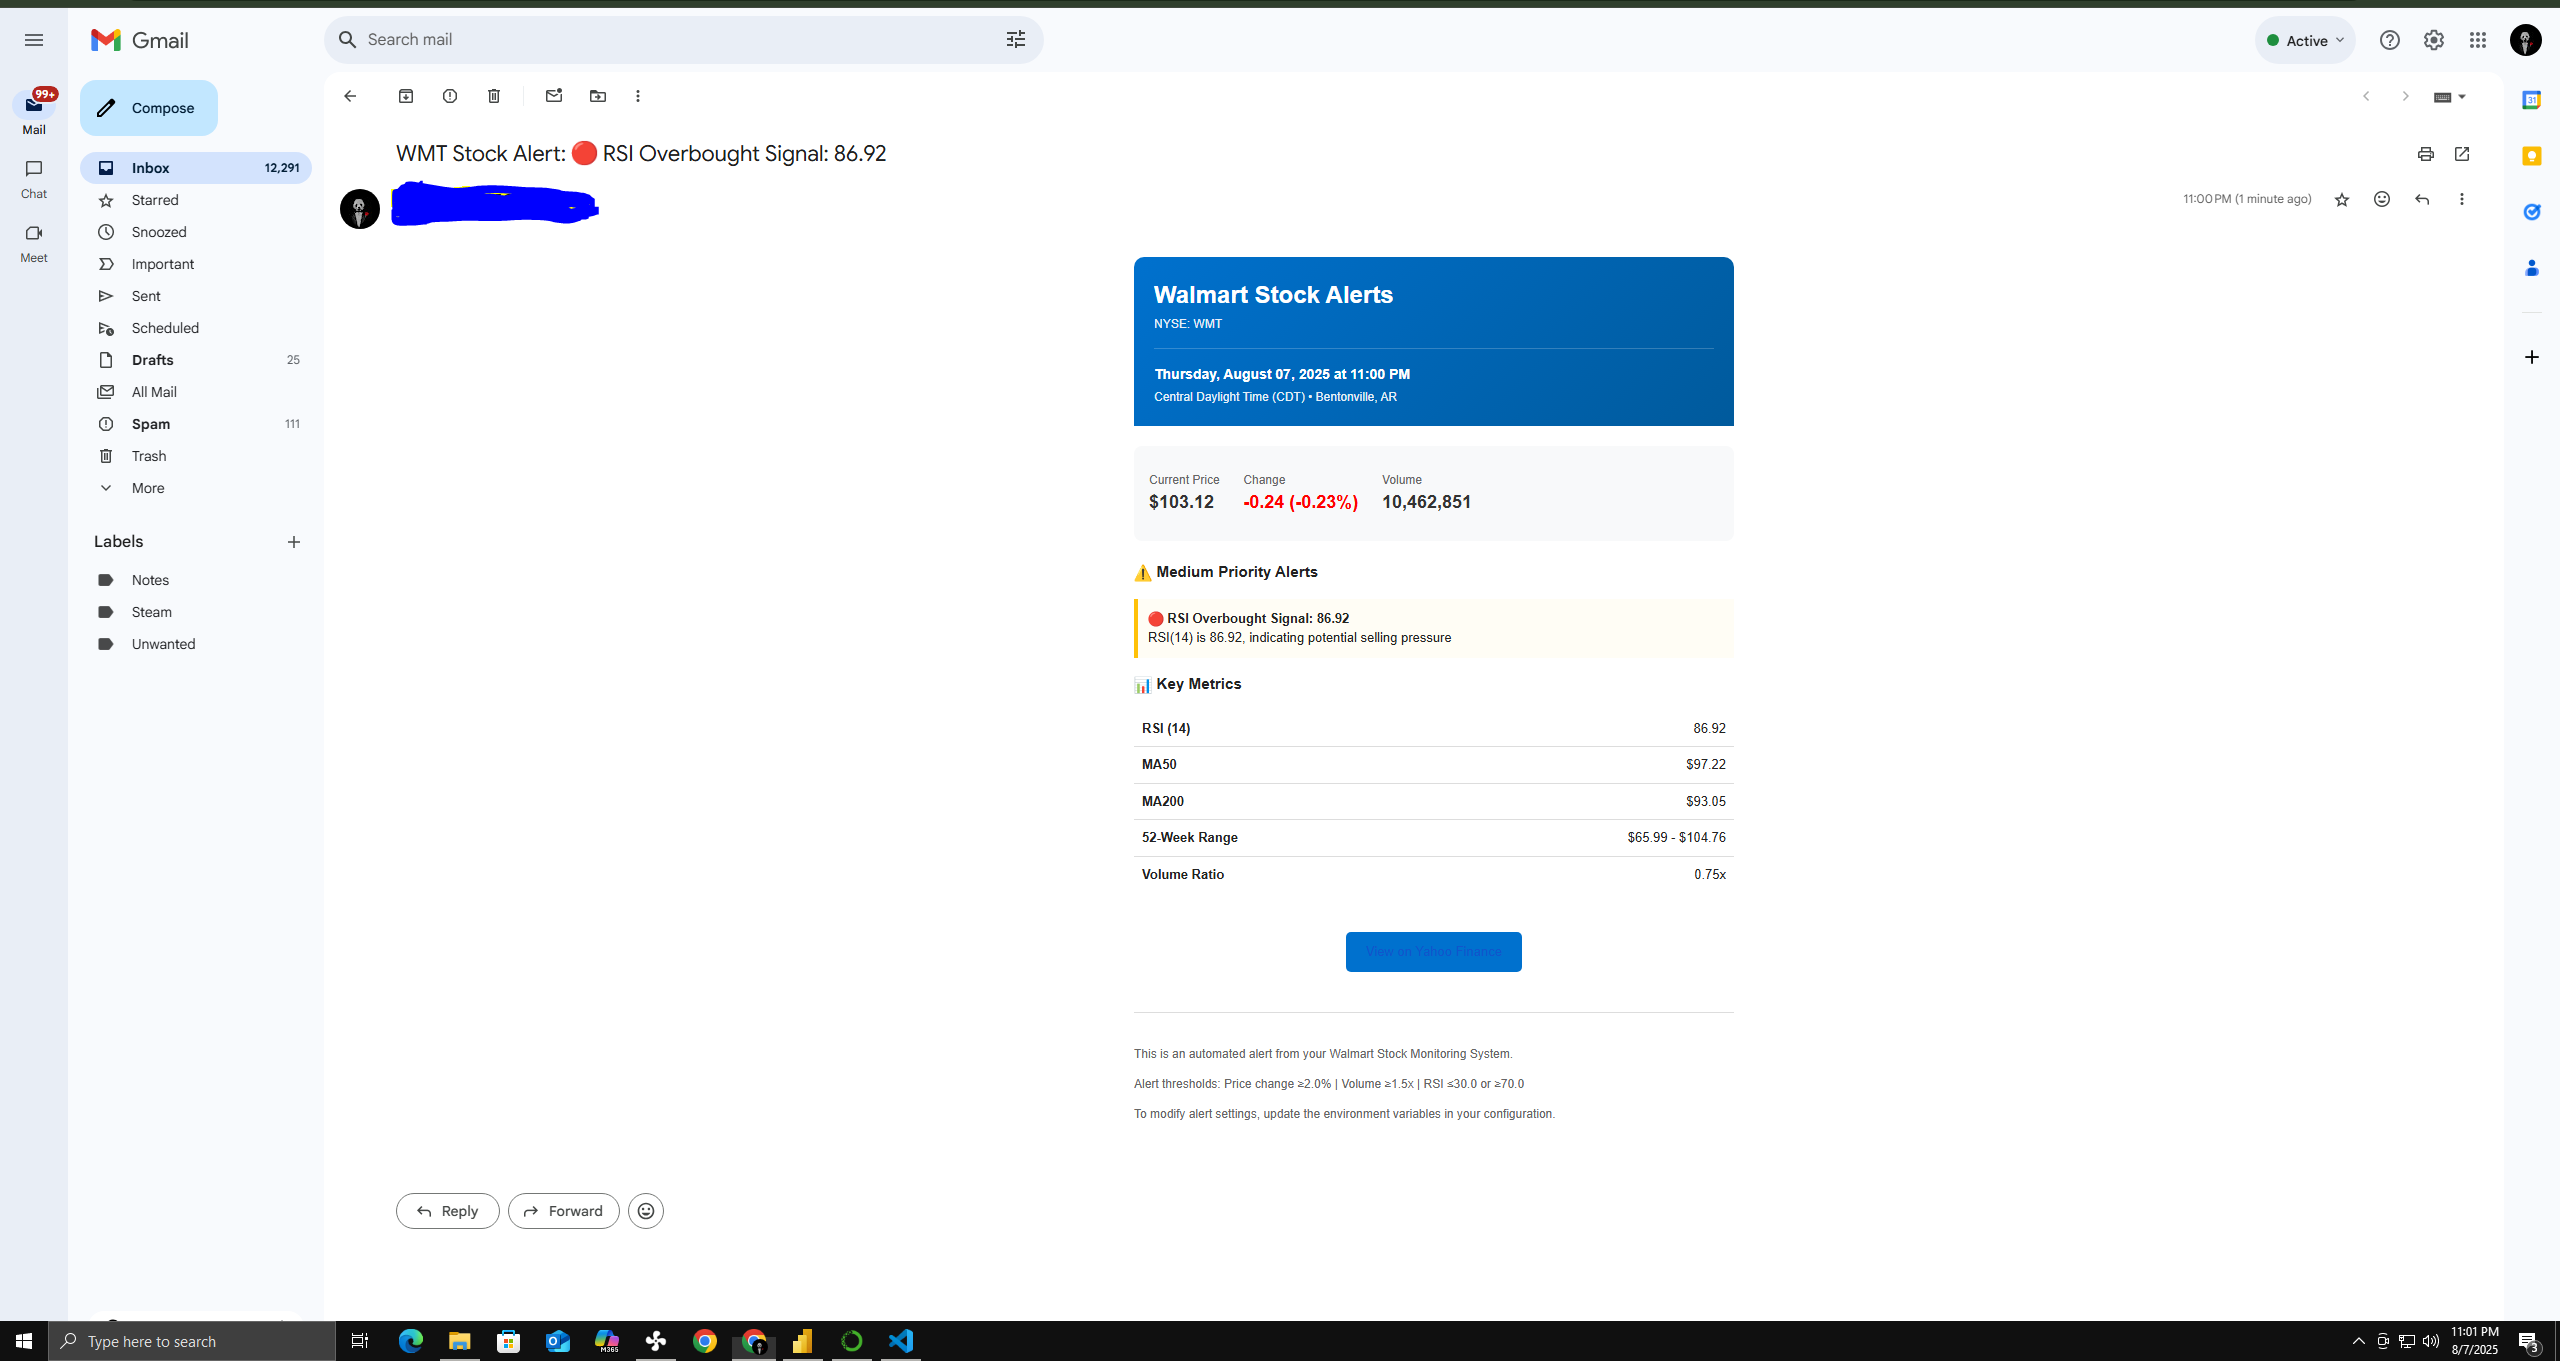 Gmail
Search mail
Active
99+
Mail
Chat
Meet
Compose
Inbox 12,291
Starred
Snoozed
Important
Sent
Scheduled
Drafts 25
All Mail
Spam 111
Trash
More
Labels
Notes
Steam
Unwanted
WMT Stock Alert: 🔴 RSI Overbought Signal: 86.92
11:00 PM (1 minute ago)
Walmart Stock Alerts
NYSE: WMT
Thursday, August 07, 2025 at 11:00 PM
Central Daylight Time (CDT) • Bentonville, AR
Current Price Change Volume
$103.12 -0.24 (-0.23%) 10,462,851
⚠️ Medium Priority Alerts
🔴 RSI Overbought Signal: 86.92
RSI(14) is 86.92, indicating potential selling pressure
📊 Key Metrics
RSI (14) 86.92
MA50 $97.22
MA200 $93.05
52-Week Range $65.99 - $104.76
Volume Ratio 0.75x
View on Yahoo Finance
This is an automated alert from your Walmart Stock Monitoring System.
Alert thresholds: Price change ≥2.0% | Volume ≥1.5x | RSI ≤30.0 or ≥70.0
To modify alert settings, update the environment variables in your configuration.
Reply
Forward
31
Type here to search
M365
11:01 PM
8/7/2025
3